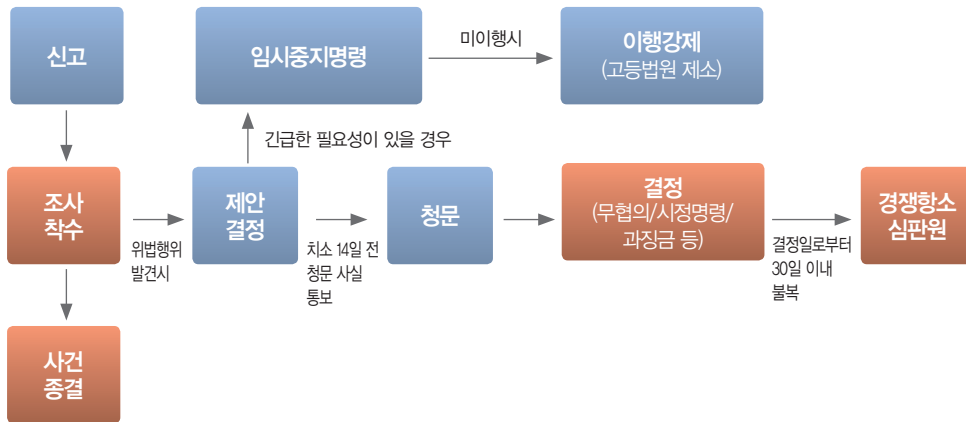 신고
임시중지명령
미이행시
이행강제
(고등법원 제소)
긴급한 필요성이 있을 경우
조사
착수
위법행위
발견시
제안
결정
치소 14일 전
청문 사실
통보
청문
결정
(무협의/시정명령/
과징금 등)
결정일로부터
30일 이내
불복
경쟁항소
심판원
사건
종결